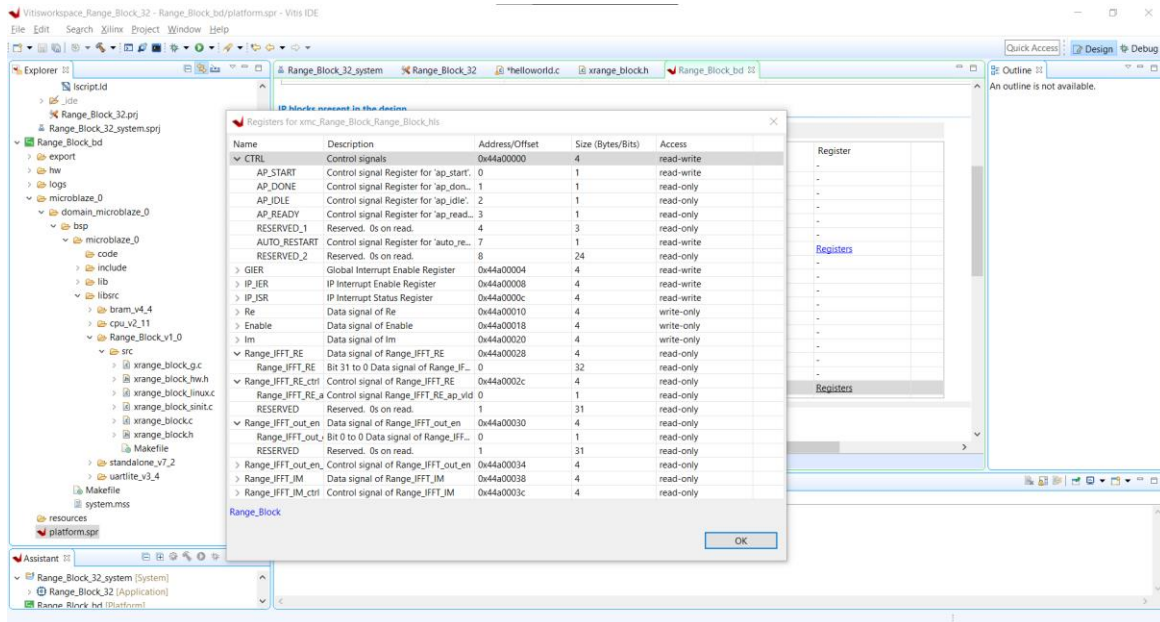 Vitisworkspace_Range_Block_32 - Range_Block_bd/platform.spr - Vitis IDE
File Edit Search Xilinx Project Window Help
Quick Access Design Debug
Explorer
lscript.ld
_ide
Range_Block_32.prj
Range_Block_32_system.sprj
Range_Block_bd
export
hw
logs
microblaze_0
domain_microblaze_0
bsp
microblaze_0
code
include
lib
libsrc
bram_v4_4
cpu_v2_11
Range_Block_v1_0
src
xrange_block_g.c
xrange_block_hw.h
xrange_block_linux.c
xrange_block_sinit.c
xrange_block.c
xrange_block.h
Makefile
standalone_v7_2
uartlite_v3_4
Makefile
system.mss
resources
platform.spr
Assistant
Range_Block_32_system [System]
Range_Block_32 [Application]
Range_Block_bd [Platform]
Range_Block_32_system Range_Block_32 *helloworld.c xrange_block.h Range_Block_bd
IP blocks present in the design
Registers for xmc_Range_Block_Range_Block_hls
Name Description Address/Offset Size (Bytes/Bits) Access
CTRL Control signals 0x44a00000 4 read-write
AP_START Control signal Register for 'ap_start'. 0 1 read-write
AP_DONE Control signal Register for 'ap_don... 1 1 read-only
AP_IDLE Control signal Register for 'ap_idle'. 2 1 read-only
AP_READY Control signal Register for 'ap_read... 3 1 read-only
RESERVED_1 Reserved. 0s on read. 4 3 read-only
AUTO_RESTART Control signal Register for 'auto_re... 7 1 read-write
RESERVED_2 Reserved. 0s on read. 8 24 read-only
GIER Global Interrupt Enable Register 0x44a00004 4 read-write
IP_IER IP Interrupt Enable Register 0x44a00008 4 read-write
IP_ISR IP Interrupt Status Register 0x44a0000c 4 read-write
Re Data signal of Re 0x44a00010 4 write-only
Enable Data signal of Enable 0x44a00018 4 write-only
Im Data signal of Im 0x44a00020 4 write-only
Range_IFFT_RE Data signal of Range_IFFT_RE 0x44a00028 4 read-only
Range_IFFT_RE Bit 31 to 0 Data signal of Range_IF... 0 32 read-only
Range_IFFT_RE_ctrl Control signal of Range_IFFT_RE 0x44a0002c 4 read-only
Range_IFFT_RE_a Control signal Range_IFFT_RE_ap_vld 0 1 read-only
RESERVED Reserved. 0s on read. 1 31 read-only
Range_IFFT_out_en Data signal of Range_IFFT_out_en 0x44a00030 4 read-only
Range_IFFT_out_ Bit 0 to 0 Data signal of Range_IFF... 0 1 read-only
RESERVED Reserved. 0s on read. 1 31 read-only
Range_IFFT_out_en_ Control signal of Range_IFFT_out_en 0x44a00034 4 read-only
Range_IFFT_IM Data signal of Range_IFFT_IM 0x44a00038 4 read-only
Range_IFFT_IM_ctrl Control signal of Range_IFFT_IM 0x44a0003c 4 read-only
Range_Block
OK
Register
-
-
-
-
-
-
Registers
-
-
-
-
-
-
-
-
-
Registers
Outline
An outline is not available.